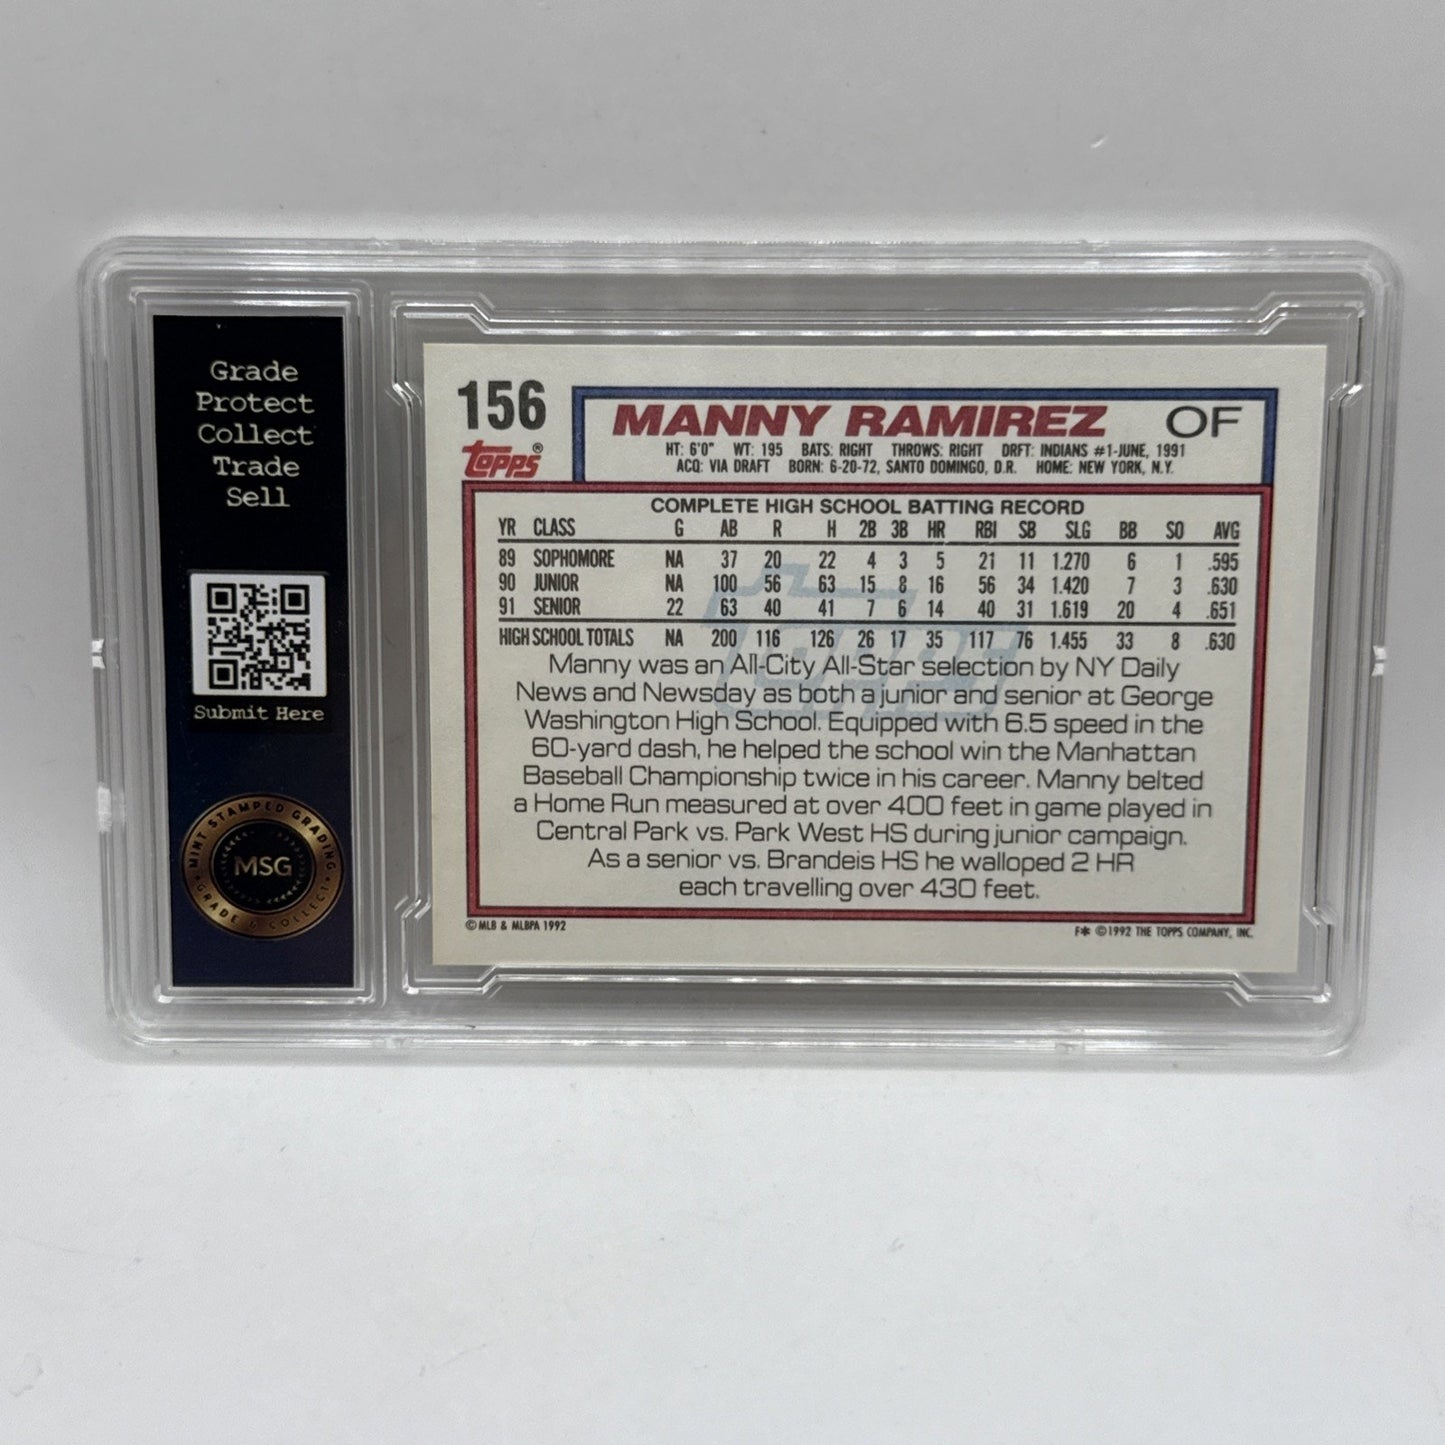 Grade
Protect
Collect
Trade
Sell
Submit Here
MINT STAMPED GRADING
MSG
GRADE & COLLECT
156
Topps®
MANNY RAMIREZ OF
HT: 6'0" WT: 195 BATS: RIGHT THROWS: RIGHT DRFT: INDIANS #1-JUNE, 1991
ACQ: VIA DRAFT BORN: 6-20-72, SANTO DOMINGO, D.R. HOME: NEW YORK, N.Y.
COMPLETE HIGH SCHOOL BATTING RECORD
YR CLASS G AB R H 2B 3B HR RBI SB SLG BB SO AVG
89 SOPHOMORE NA 37 20 22 4 3 5 21 11 1.270 6 1 .595
90 JUNIOR NA 100 56 63 15 8 16 56 34 1.420 7 3 .630
91 SENIOR 22 63 40 41 7 6 14 40 31 1.619 20 4 .651
HIGH SCHOOL TOTALS NA 200 116 126 26 17 35 117 76 1.455 33 8 .630
Manny was an All-City All-Star selection by NY Daily
News and Newsday as both a junior and senior at George
Washington High School. Equipped with 6.5 speed in the
60-yard dash, he helped the school win the Manhattan
Baseball Championship twice in his career. Manny belted
a Home Run measured at over 400 feet in game played in
Central Park vs. Park West HS during junior campaign.
As a senior vs. Brandeis HS he walloped 2 HR
each travelling over 430 feet.
© MLB & MLBPA 1992
F* © 1992 THE TOPPS COMPANY, INC.